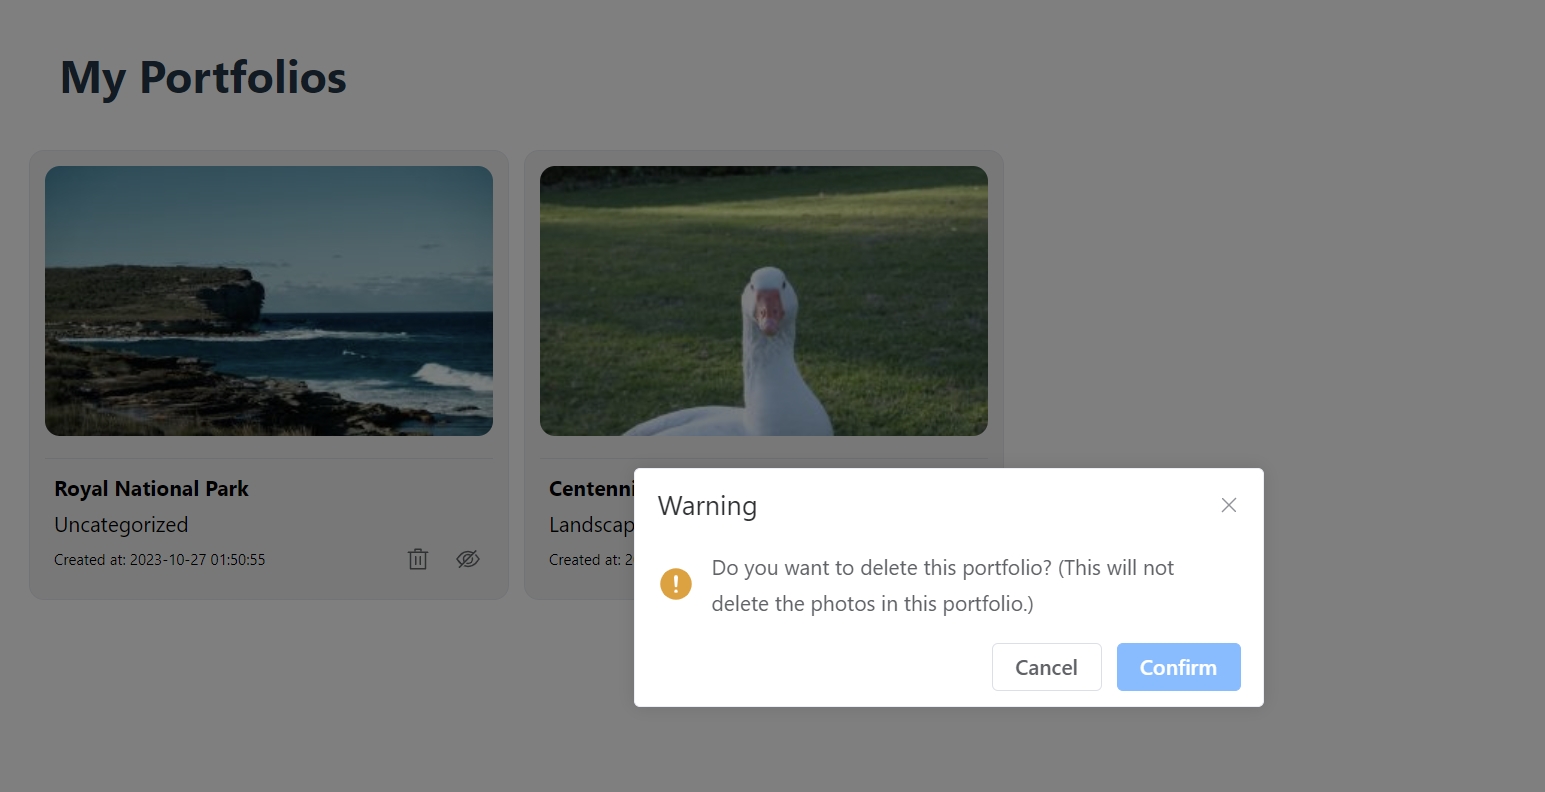 My Portfolios
Royal National Park
Uncategorized
Created at: 2023-10-27 01:50:55
Centenni
Landscap
Created at: 2
Warning
Do you want to delete this portfolio? (This will not
delete the photos in this portfolio.)
Cancel
Confirm